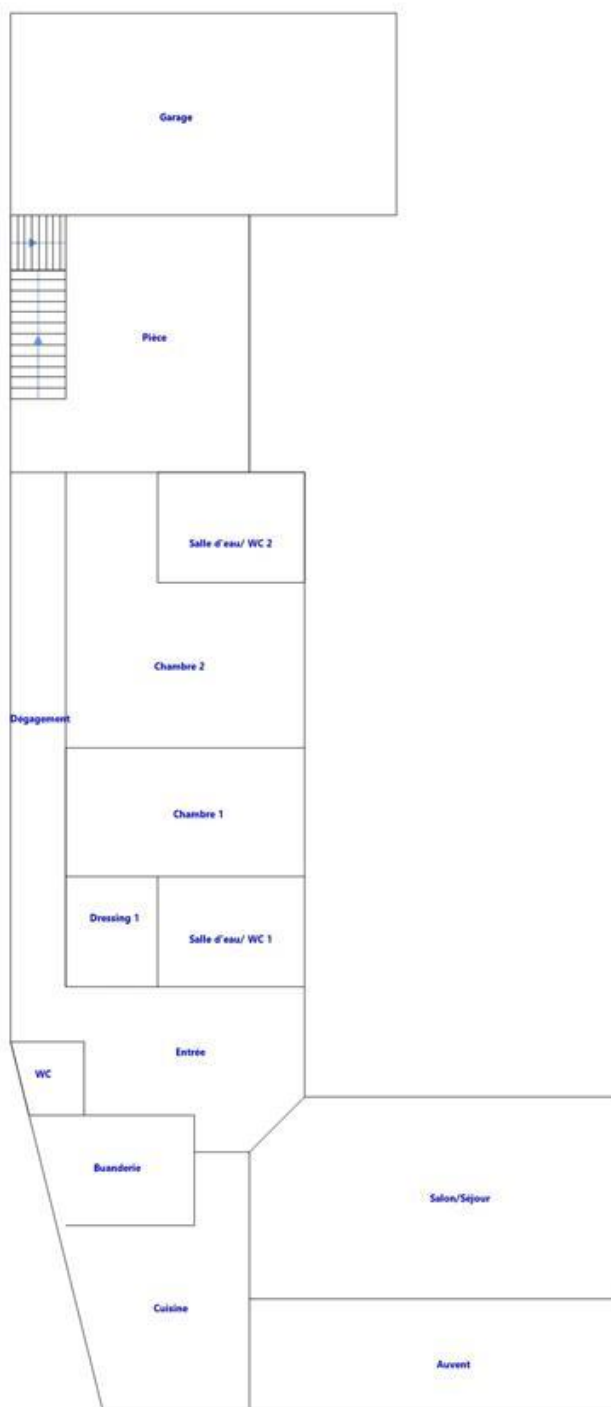 Garage
Pièce
Salle d'eau/ WC 2
Chambre 2
Dégagement
Chambre 1
Dressing 1
Salle d'eau/ WC 1
Entrée
WC
Buanderie
Salon/Séjour
Cuisine
Auvent